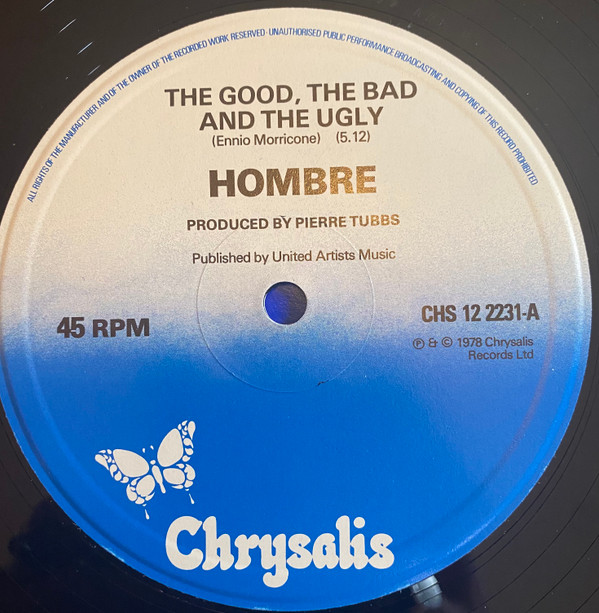 ALL RIGHTS OF THE MANUFACTURER AND OF THE OWNER OF THE RECORDED WORK RESERVED · UNAUTHORISED PUBLIC PERFORMANCE BROADCASTING AND COPYING OF THIS RECORD PROHIBITED
THE GOOD, THE BAD
AND THE UGLY
(Ennio Morricone) (5.12)
HOMBRE
PRODUCED BY PIERRE TUBBS
Published by United Artists Music
45 RPM
CHS 12 2231-A
℗ & © 1978 Chrysalis
Records Ltd
Chrysalis